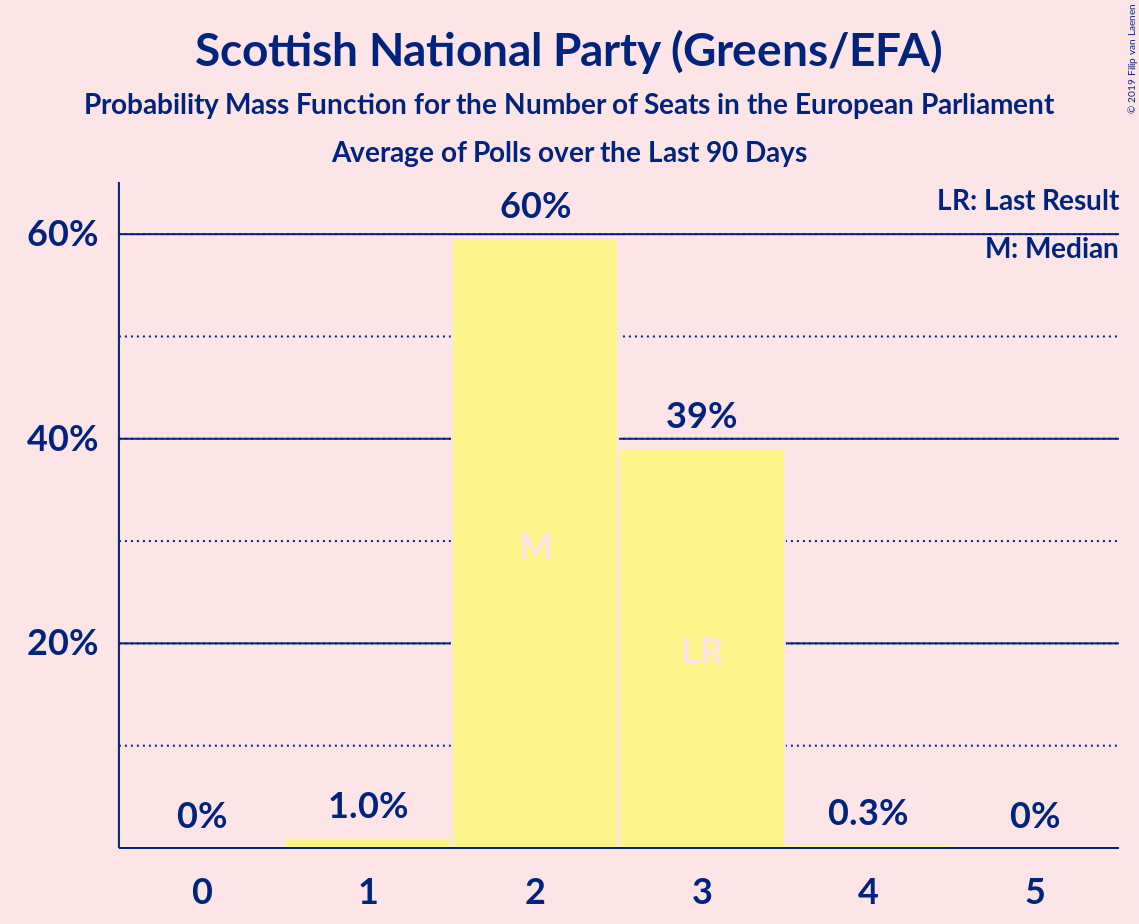 Scottish National Party (Greens/EFA)
Probability Mass Function for the Number of Seats in the European Parliament
Average of Polls over the Last 90 Days
© 2019 Filip van Laenen
LR: Last Result
M: Median
60%
40%
20%
0%
1.0%
60%
39%
0.3%
0%
M
LR
0 1 2 3 4 5